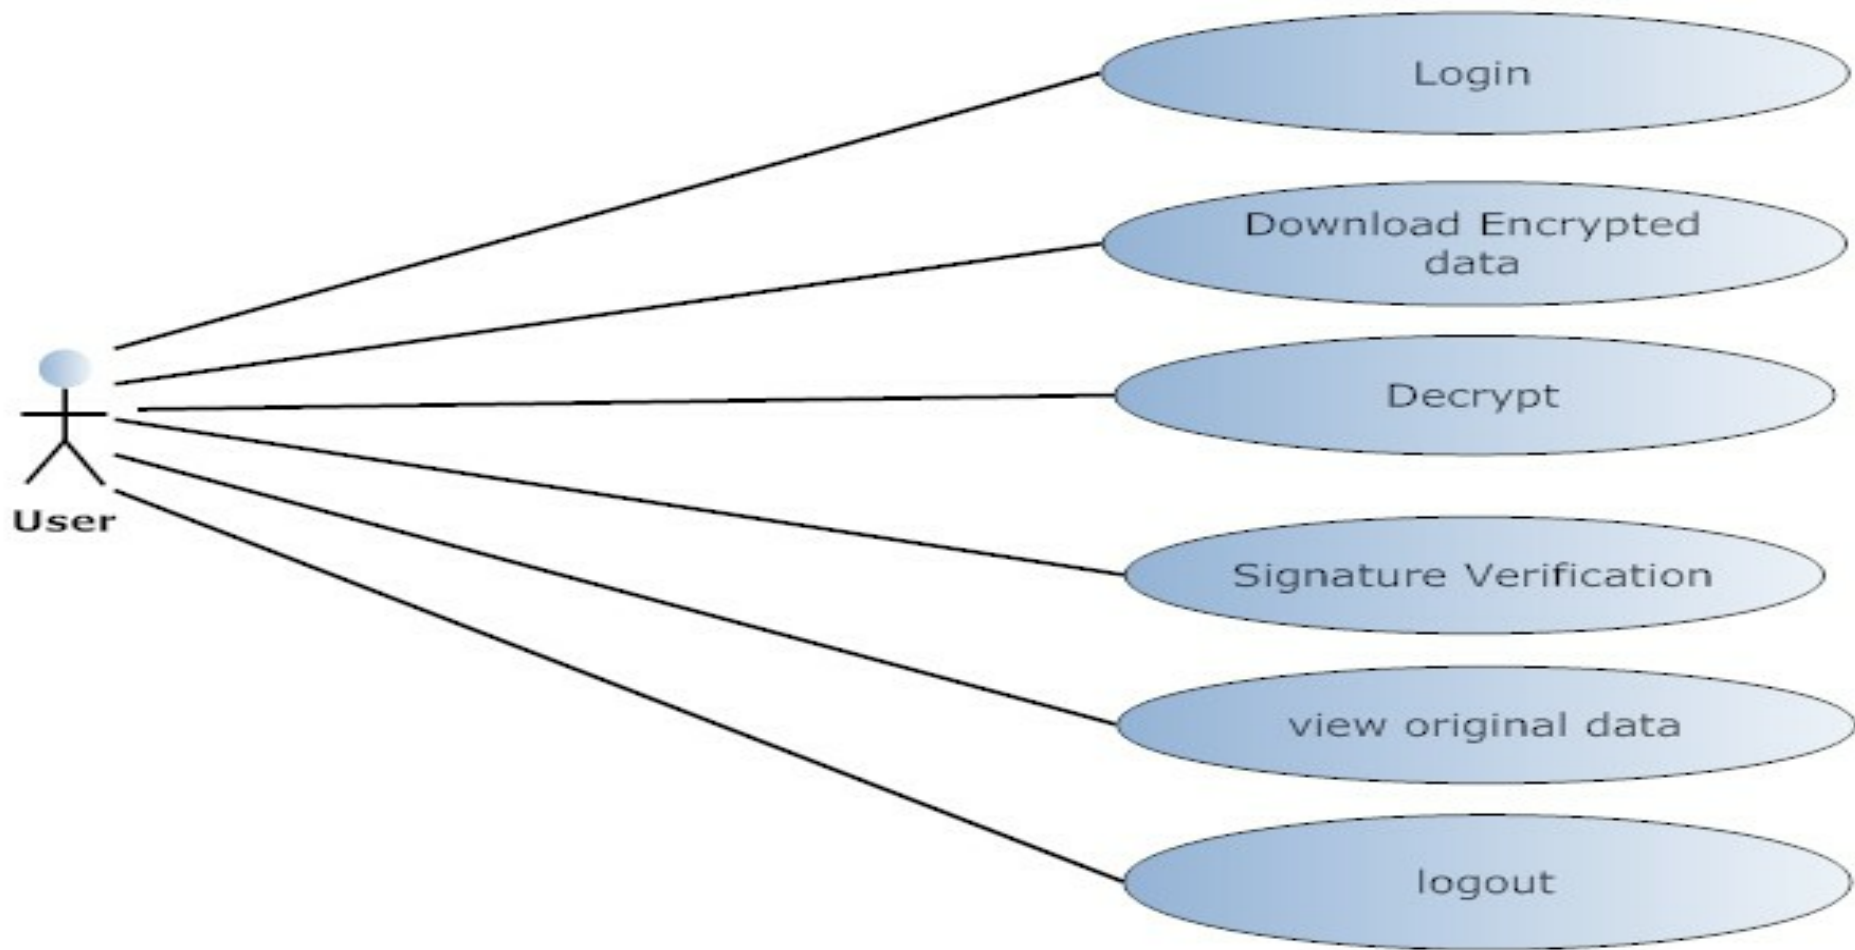 Login
Download Encrypted
data
Decrypt
User
Signature Verification
view original data
logout